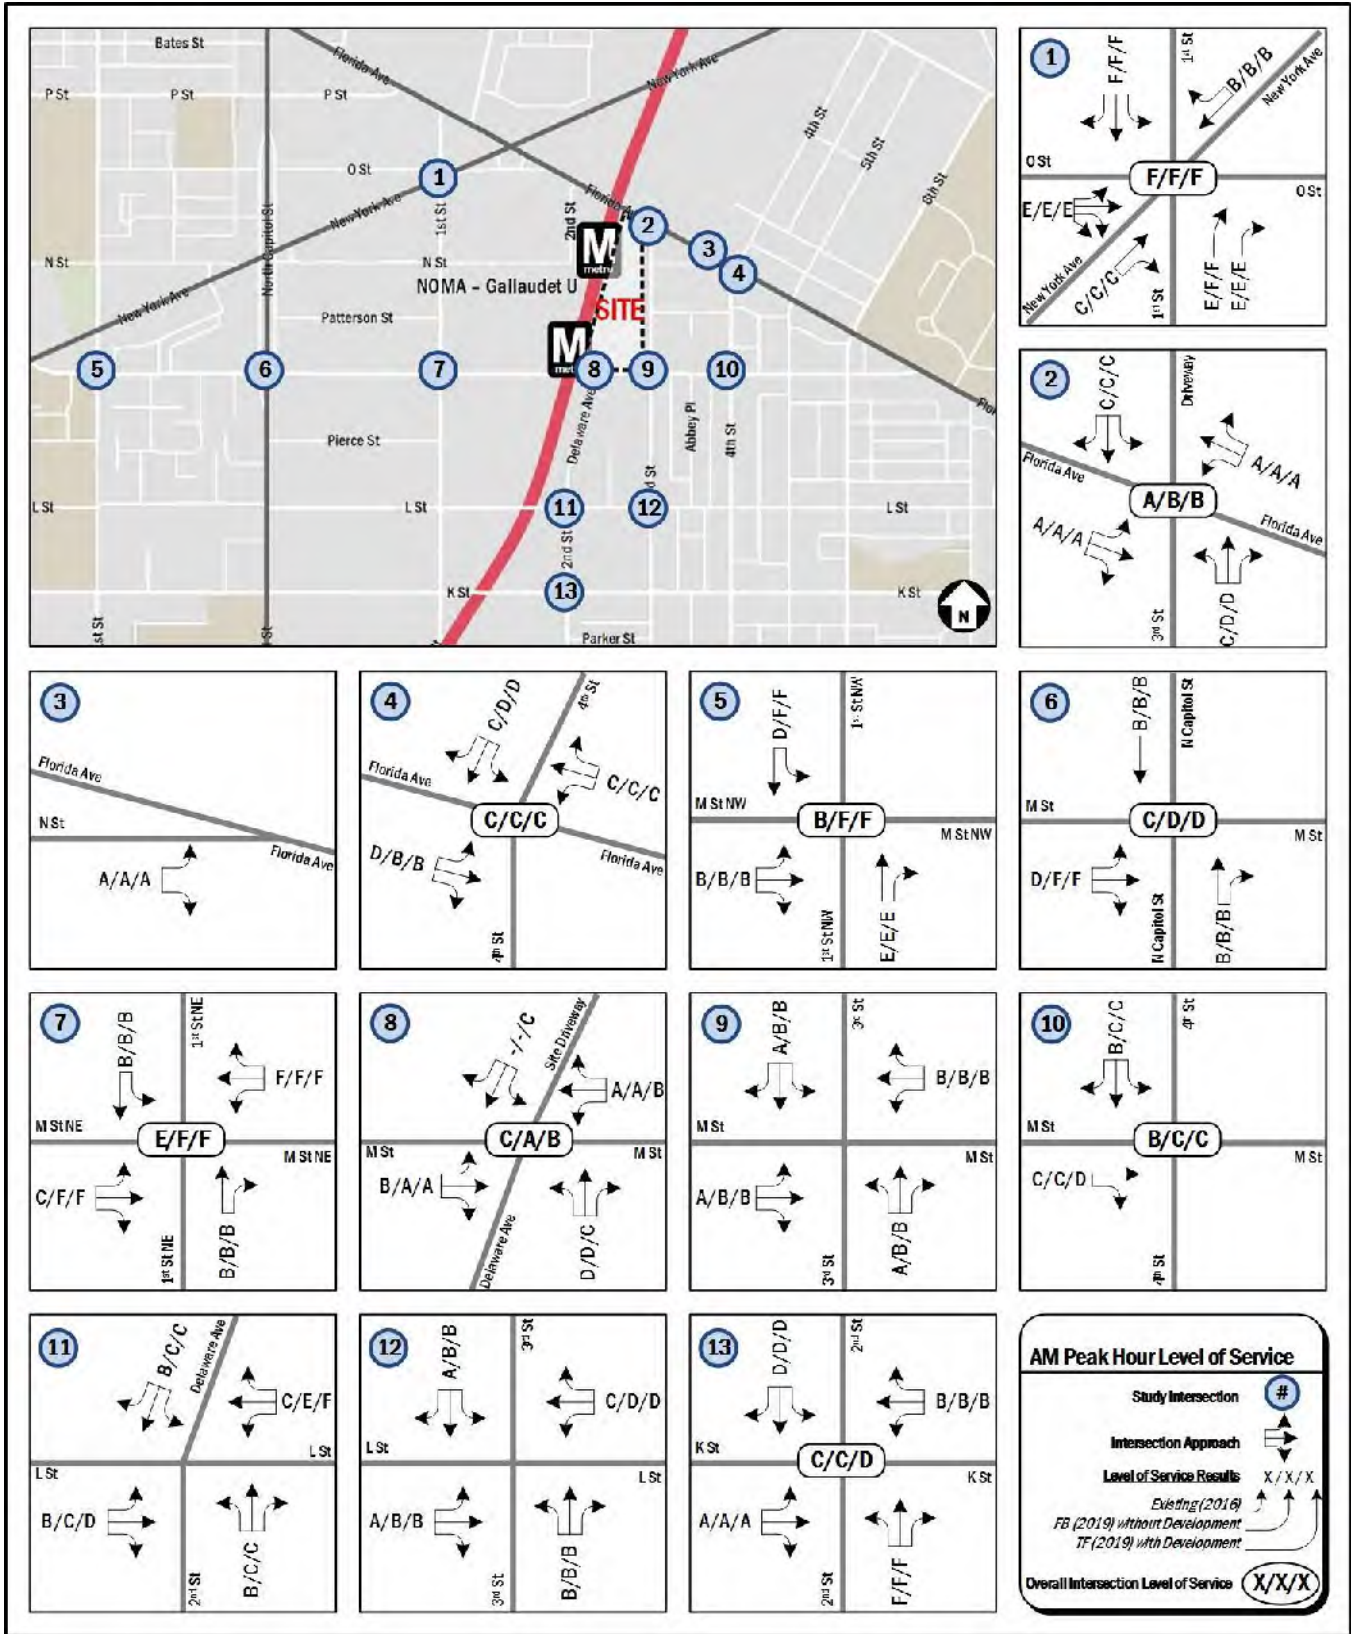 Bates St
Florida Ave
New York Ave
P St
P St
P St
4th St
5th St
6th St
O St
1
New York Ave
North Capitol St
1st St
2nd St
Florida Av
2
3
4
N St
N St
M
metro
NOMA - Gallaudet U
SITE
New York Ave
Patterson St
M
5
6
7
8
9
10
Delaware Ave
Abbey Pl
4th St
Pierce St
L St
L St
11
12
L St
2nd St
13
K St
K St
N
Parker St
1
1st St
F/F/F
B/B/B
New York Ave
O St
F/F/F
O St
E/E/E
New York Ave
C/C/C
1st St
E/F/F
E/E/E
2
C/C/C
Driveway
Florida Ave
A/A/A
A/B/B
Florida Ave
A/A/A
3rd St
C/D/D
3
Florida Ave
N St
Florida Ave
A/A/A
4
C/D/D
4th St
Florida Ave
C/C/C
C/C/C
D/B/B
Florida Ave
4th St
5
D/F/F
1st St NW
M St NW
B/F/F
M St NW
B/B/B
1st St NW
E/E/E
6
B/B/B
N Capitol St
M St
C/D/D
M St
D/F/F
N Capitol St
B/B/B
7
B/B/B
1st St NE
F/F/F
M St NE
E/F/F
M St NE
C/F/F
1st St NE
B/B/B
8
-/-/C
Site Driveway
A/A/B
M St
C/A/B
M St
B/A/A
Delaware Ave
D/D/C
9
A/B/B
3rd St
B/B/B
M St
M St
A/B/B
3rd St
A/B/B
10
B/C/C
4th St
M St
B/C/C
M St
C/C/D
4th St
11
B/C/C
Delaware Ave
C/E/F
L St
L St
B/C/D
2nd St
B/C/C
12
A/B/B
3rd St
C/D/D
L St
L St
A/B/B
3rd St
B/B/B
13
D/D/D
2nd St
B/B/B
K St
C/C/D
K St
A/A/A
2nd St
F/F/F
AM Peak Hour Level of Service
Study Intersection #
Intersection Approach
Level of Service Results X/X/X
Existing (2016)
FB (2019) without Development
TF (2019) with Development
Overall Intersection Level of Service X/X/X